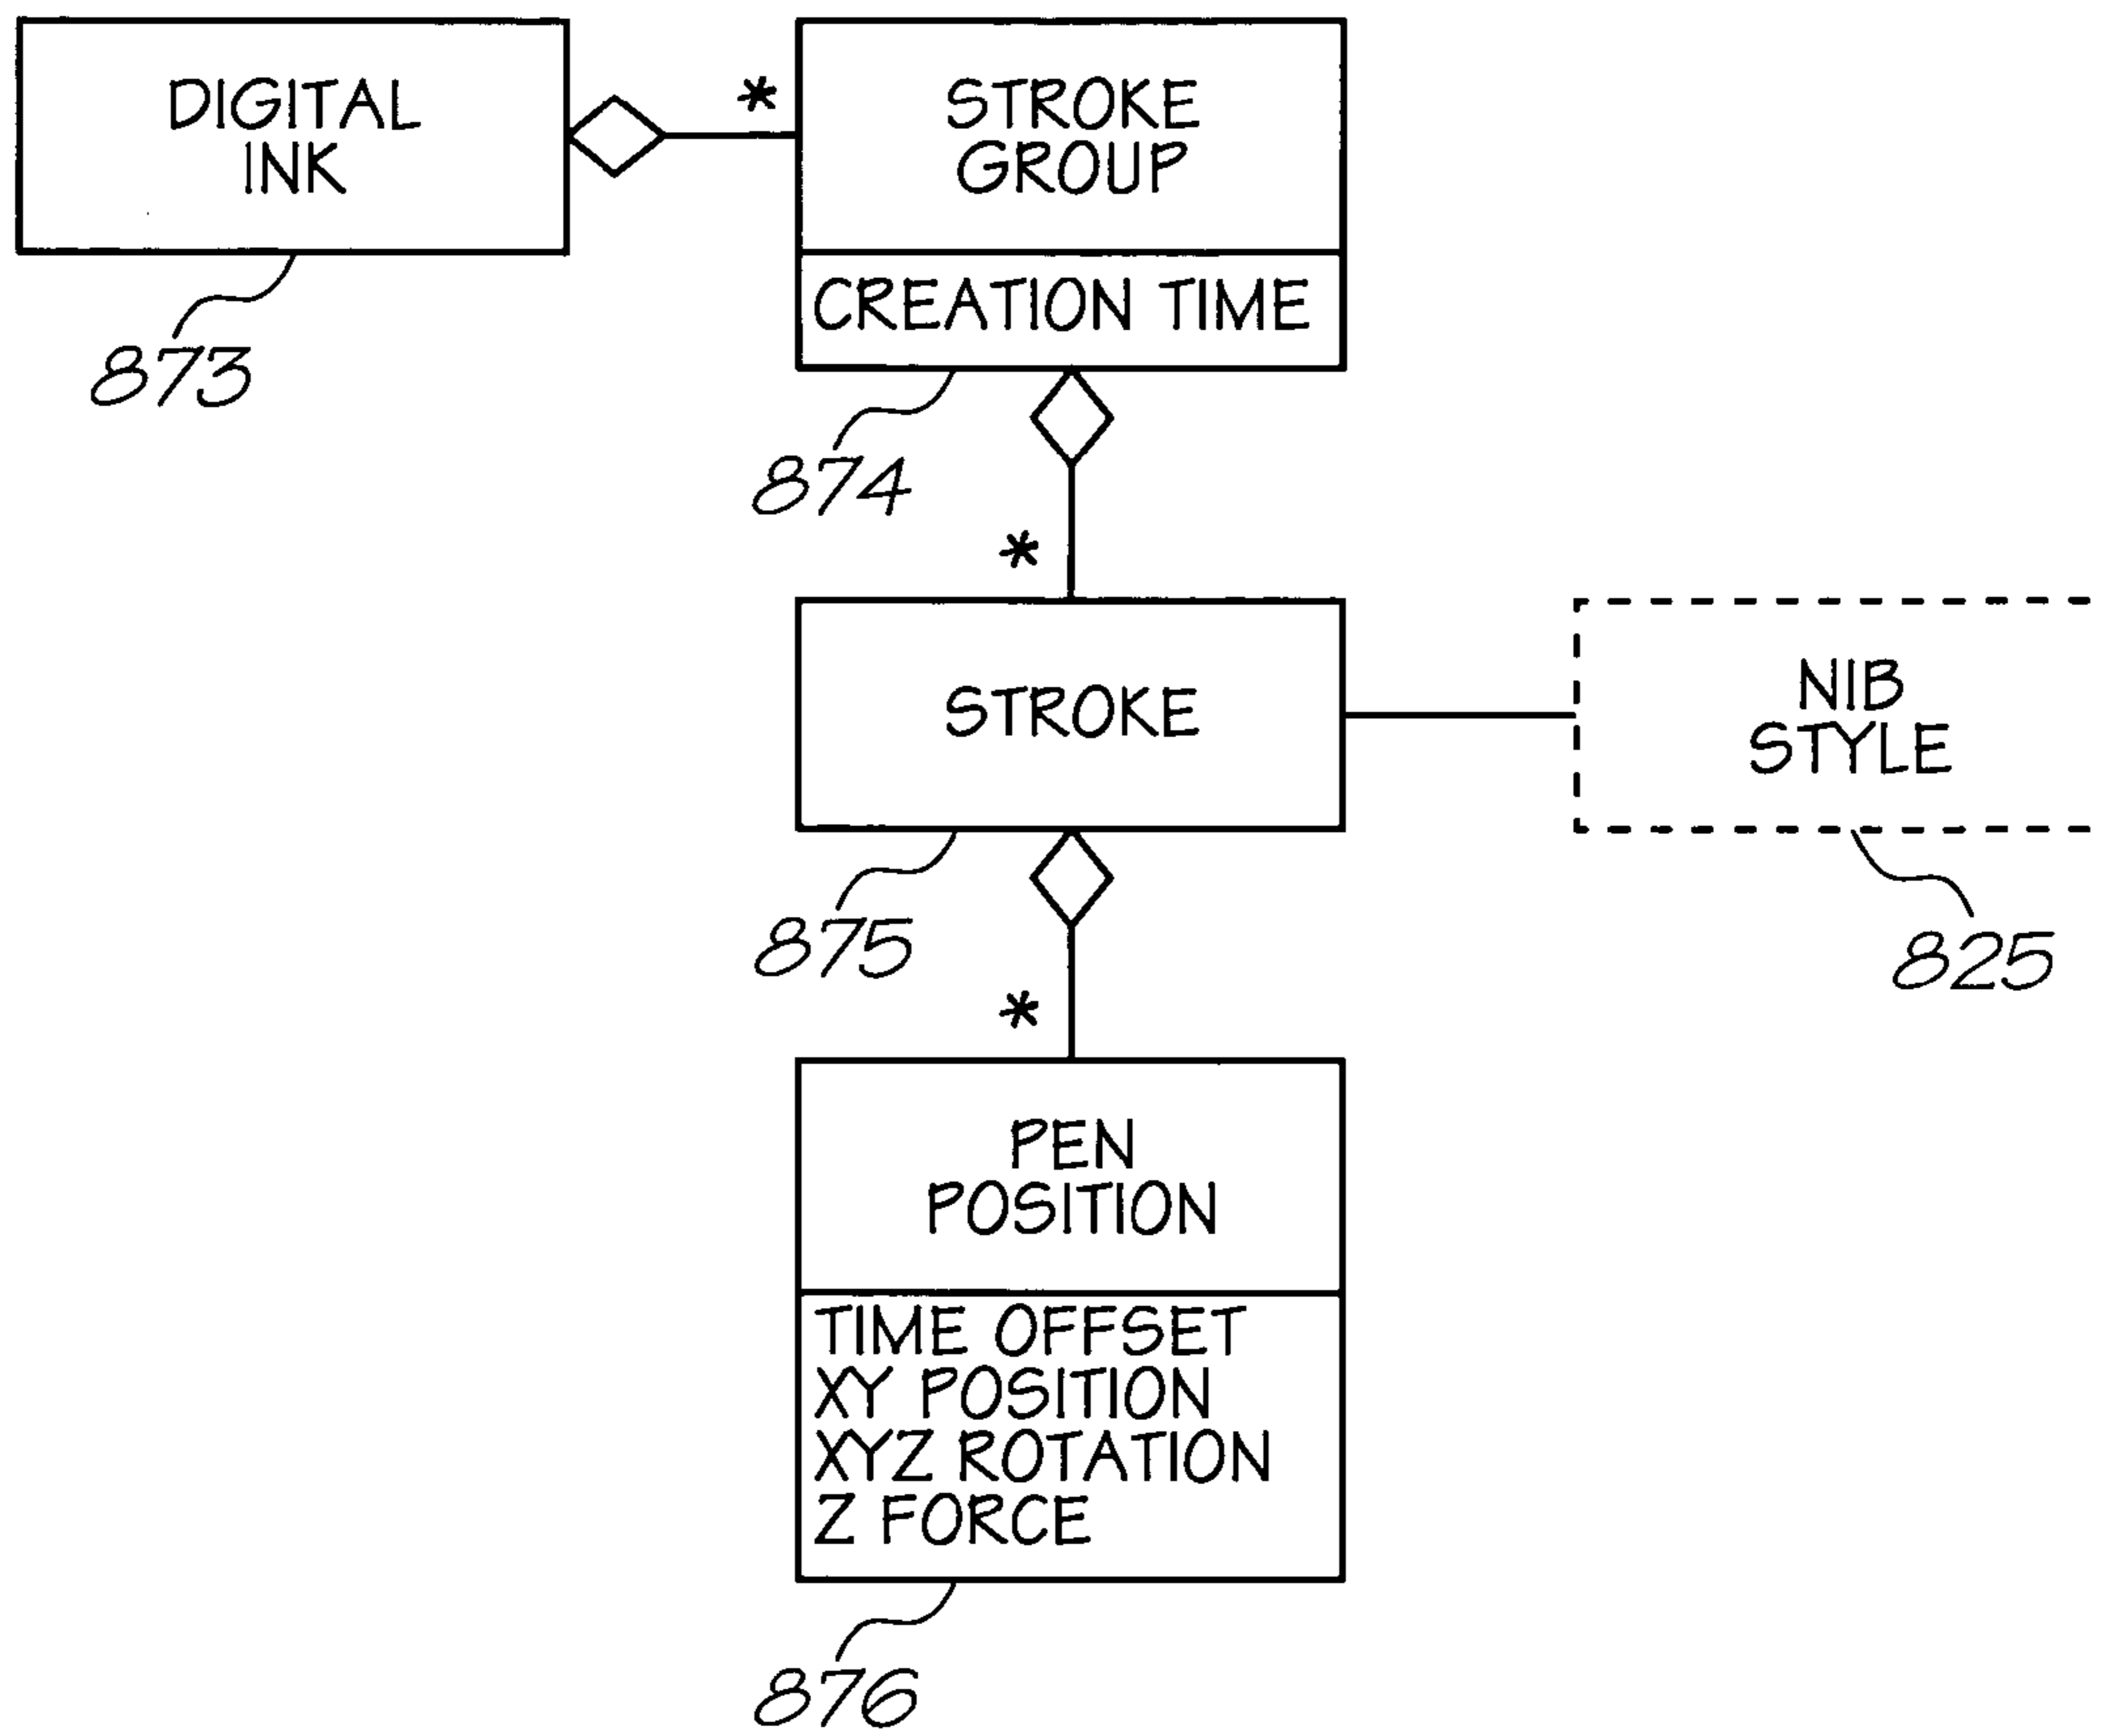 DIGITAL
INK
*
STROKE
GROUP
CREATION TIME
873
874
*
STROKE
NIB
STYLE
875
825
*
PEN
POSITION
TIME OFFSET
XY POSITION
XYZ ROTATION
Z FORCE
876